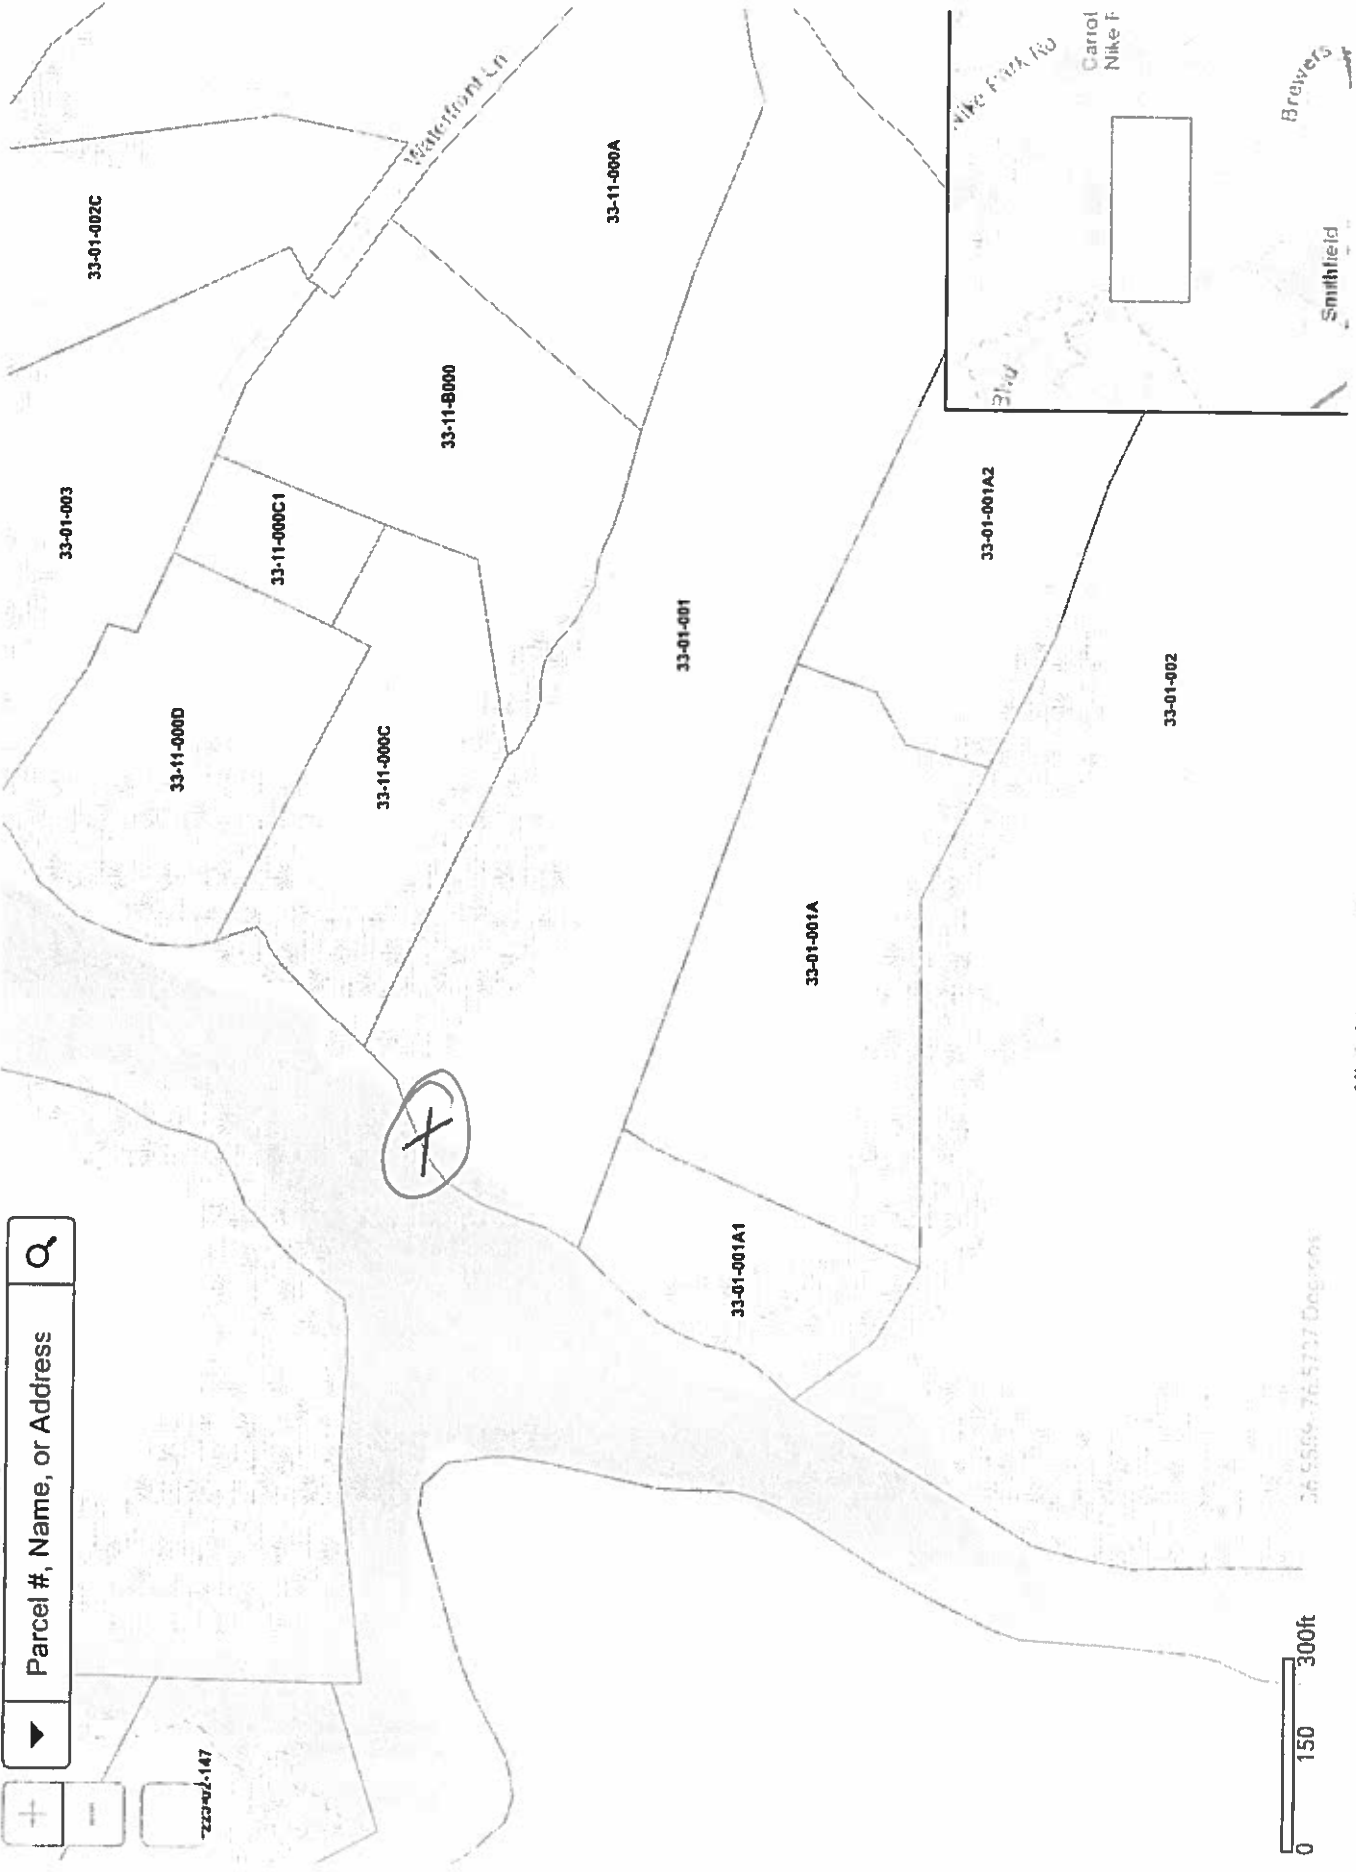 Parcel #, Name, or Address
33-01-002C
33-01-003
Waterfront Ln
33-11-000A
33-11-B000
33-11-000C1
33-11-000D
33-11-000C
33-01-001
33-01-001A2
33-01-002
33-01-001A
33-01-001A1
X
0 150 300ft
Nike Park Rd
Carrol
Nike P
Blvd
Smithfield
Brewers
Degrees